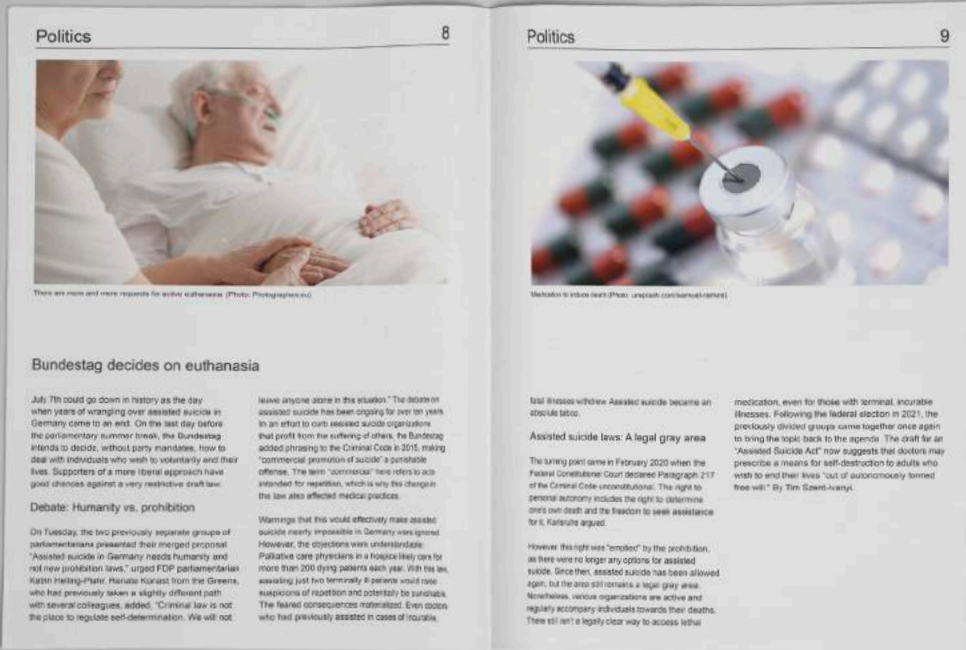 Politics
8
There are more and more requests for active euthanasia (Photo: Photographee.eu)
Bundestag decides on euthanasia
July 7th could go down in history as the day
when years of wrangling over assisted suicide in
Germany came to an end. On the last day before
the parliamentary summer break, the Bundestag
intends to decide, without party mandates, how to
deal with individuals who wish to voluntarily end their
lives. Supporters of a more liberal approach have
good chances against a very restrictive draft law.
Debate: Humanity vs. prohibition
On Tuesday, the two previously separate groups of
parliamentarians presented their merged proposal.
"Assisted suicide in Germany needs humanity and
not new prohibition laws," urged FDP parliamentarian
Katrin Helling-Plahr. Renate Künast from the Greens,
who had previously taken a slightly different path
with several colleagues, added, "Criminal law is not
the place to regulate self-determination. We will not
leave anyone alone in this situation." The debate on
assisted suicide has been ongoing for over ten years.
In an effort to curb assisted suicide organizations
that profit from the suffering of others, the Bundestag
added phrasing to the Criminal Code in 2015, making
"commercial promotion of suicide" a punishable
offense. The term "commercial" here refers to acts
intended for repetition, which is why this change in
the law also affected medical practices.
Warnings that this would effectively make assisted
suicide nearly impossible in Germany were ignored.
However, the objections were understandable:
Palliative care physicians in a hospice likely care for
more than 200 dying patients each year. With this law,
assisting just two terminally ill patients would raise
suspicions of repetition and potentially be punishable.
The feared consequences materialized. Even doctors
who had previously assisted in cases of incurable,
Politics
9
Medication to induce death (Photo: unsplash.com/samuel-ramire)
fatal illnesses withdrew. Assisted suicide became an
absolute taboo.
Assisted suicide laws: A legal gray area
The turning point came in February 2020 when the
Federal Constitutional Court declared Paragraph 217
of the Criminal Code unconstitutional. The right to
personal autonomy includes the right to determine
one's own death and the freedom to seek assistance
for it, Karlsruhe argued.
However, this right was "emptied" by the prohibition,
as there were no longer any options for assisted
suicide. Since then, assisted suicide has been allowed
again, but the area still remains a legal gray area.
Nonetheless, various organizations are active and
regularly accompany individuals towards their deaths.
There still isn't a legally clear way to access lethal
medication, even for those with terminal, incurable
illnesses. Following the federal election in 2021, the
previously divided groups came together once again
to bring the topic back to the agenda. The draft for an
"Assisted Suicide Act" now suggests that doctors may
prescribe a means for self-destruction to adults who
wish to end their lives "out of autonomously formed
free will." By Tim Szent-Ivanyi.